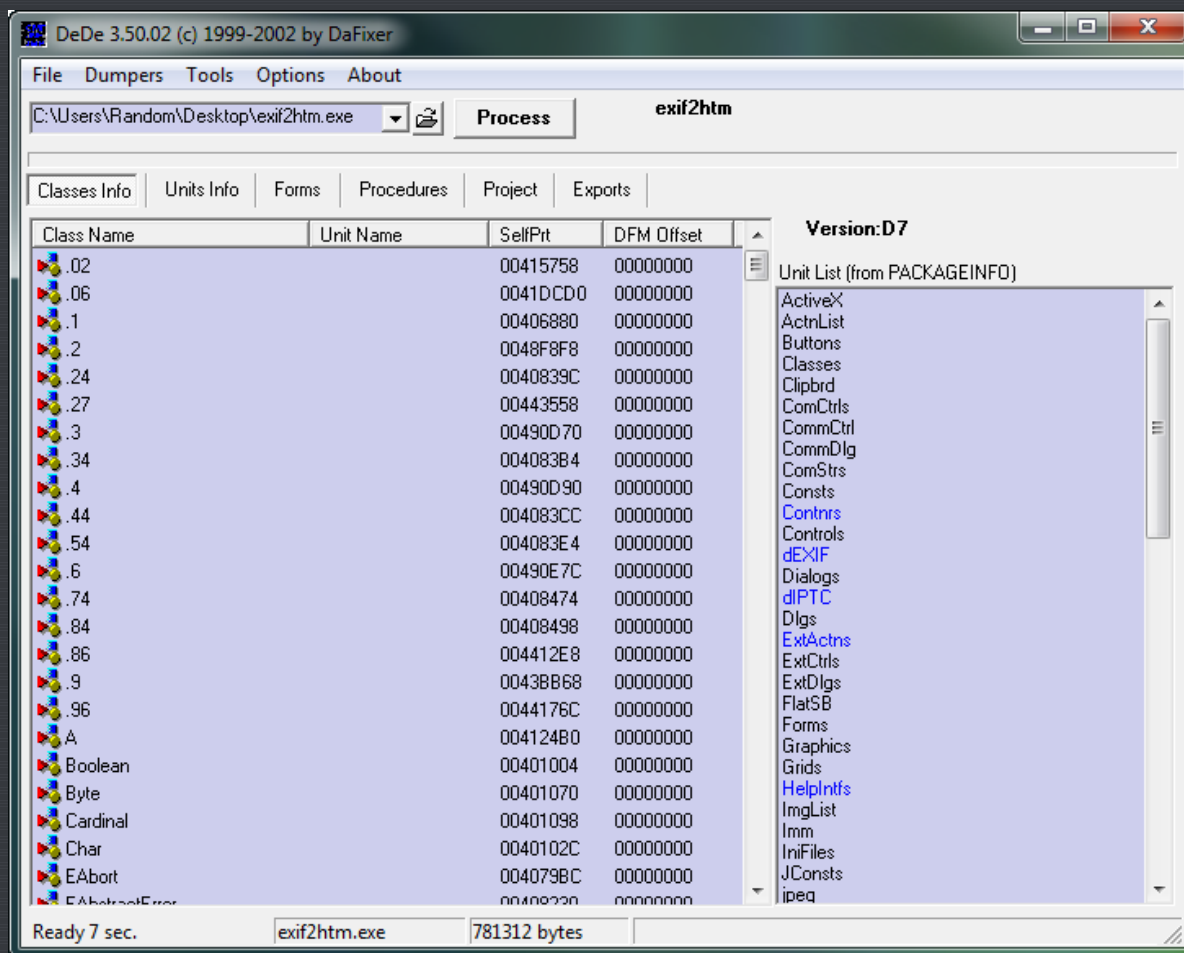 DeDe 3.50.02 (c) 1999-2002 by DaFixer
File Dumpers Tools Options About
C:\Users\Random\Desktop\exif2htm.exe Process exif2htm
Classes Info Units Info Forms Procedures Project Exports
Class Name Unit Name SelfPrt DFM Offset
.02 00415758 00000000
.06 0041DCD0 00000000
.1 00406880 00000000
.2 0048F8F8 00000000
.24 0040839C 00000000
.27 00443558 00000000
.3 00490D70 00000000
.34 004083B4 00000000
.4 00490D90 00000000
.44 004083CC 00000000
.54 004083E4 00000000
.6 00490E7C 00000000
.74 00408474 00000000
.84 00408498 00000000
.86 004412E8 00000000
.9 0043BB68 00000000
.96 0044176C 00000000
A 004124B0 00000000
Boolean 00401004 00000000
Byte 00401070 00000000
Cardinal 00401098 00000000
Char 0040102C 00000000
EAbort 004079BC 00000000
EAbstractError 00408230 00000000
Version:D7
Unit List (from PACKAGEINFO)
ActiveX
ActnList
Buttons
Classes
Clipbrd
ComCtrls
CommCtrl
CommDlg
ComStrs
Consts
Contnrs
Controls
dEXIF
Dialogs
dIPTC
Dlgs
ExtActns
ExtCtrls
ExtDlgs
FlatSB
Forms
Graphics
Grids
HelpIntfs
ImgList
Imm
IniFiles
JConsts
jpeg
Ready 7 sec. exif2htm.exe 781312 bytes